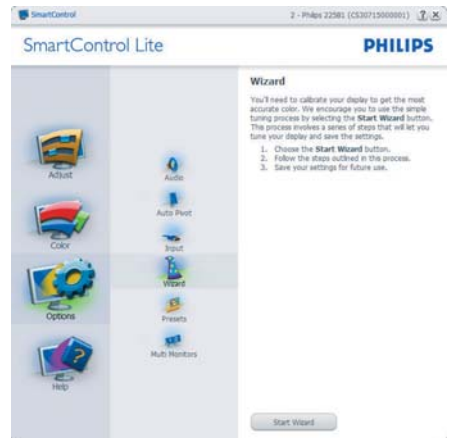 SmartControl
2 - Philips 225B1 (CS30715000001)
?
X
SmartControl Lite
PHILIPS
Adjust
Color
Options
Help
Audio
Auto Pivot
Input
Wizard
Presets
Multi Monitors
Wizard
You'll need to calibrate your display to get the most
accurate color. We encourage you to use the simple
tuning process by selecting the Start Wizard button.
This process involves a series of steps that will let you
tune your display and save the settings.
1. Choose the Start Wizard button.
2. Follow the steps outlined in the process.
3. Save your settings for future use.
Start Wizard